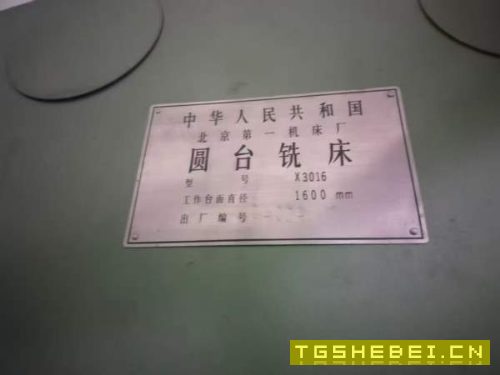 中华人民共和国
北京第一机床厂
圆台铣床
型号 X3016
工作台面直径 1600 mm
出厂编号
TGSHEBEI.CN